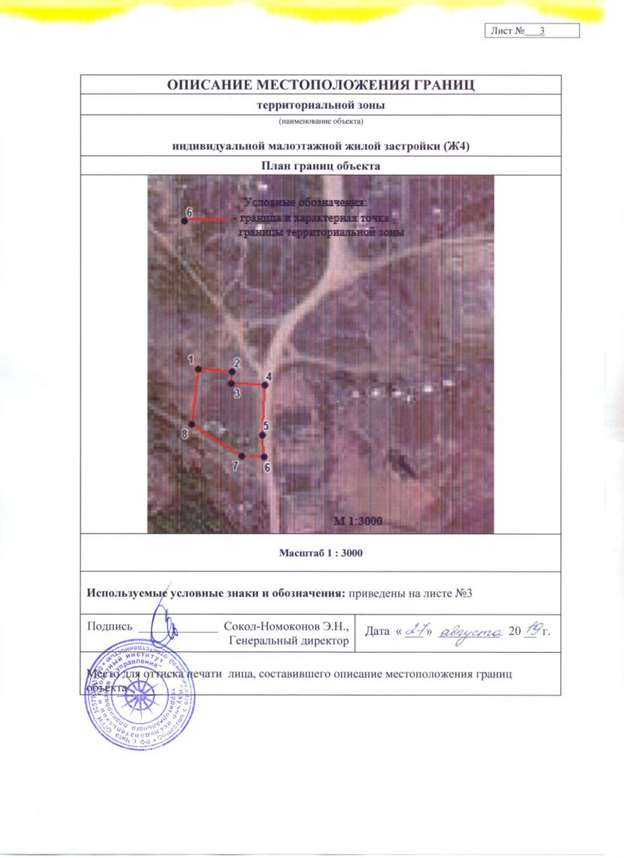 Лист № 3
ОПИСАНИЕ МЕСТОПОЛОЖЕНИЯ ГРАНИЦ
территориальной зоны
(наименование объекта)
индивидуальной малоэтажной жилой застройки (Ж4)
План границ объекта
Условные обозначения:
6
- граница и характерная точка
границы территориальной зоны
1
2
3
4
8
5
7
6
М 1:3000
Масштаб 1 : 3000
Используемые условные знаки и обозначения: приведены на листе №3
Подпись Сокол-Номоконов Э.Н.,
Генеральный директор
Дата «27» августа 2019 г.
Место для оттиска печати лица, составившего описание местоположения границ
объекта